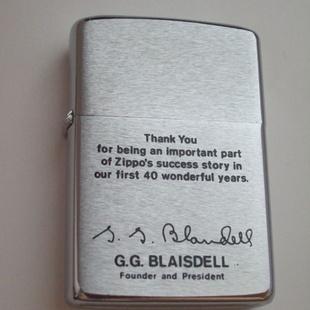 Thank You
for being an important part
of Zippo's success story in
our first 40 wonderful years.
G. G. Blaisdell
G.G. BLAISDELL
Founder and President